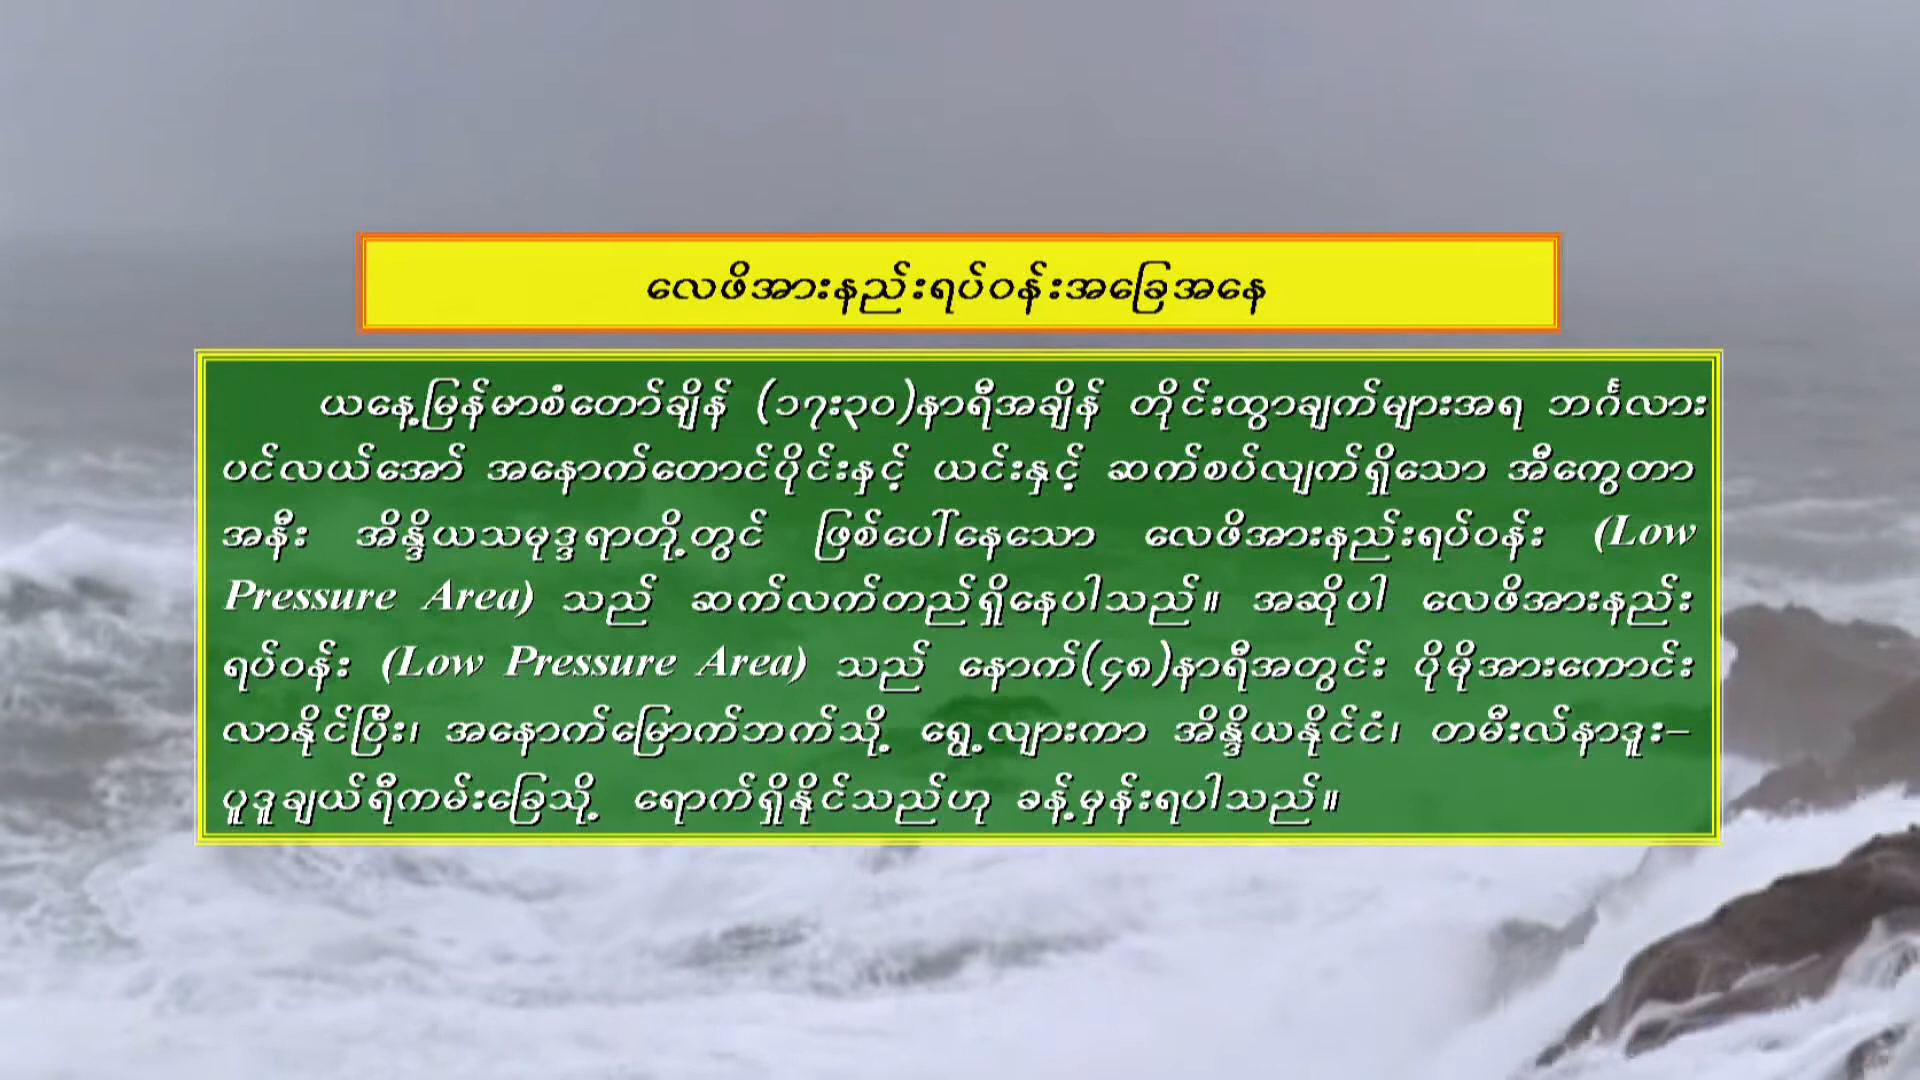 လေဖိအားနည်းရပ်ဝန်းအခြေအနေ
ယနေ့မြန်မာစံတော်ချိန် (၁၇း၃၀)နာရီအချိန် တိုင်းထွာချက်များအရ ဘင်္ဂလား
ပင်လယ်အော် အနောက်တောင်ပိုင်းနှင့် ယင်းနှင့် ဆက်စပ်လျက်ရှိသော အီကွေတာ
အနီး အိန္ဒိယသမုဒ္ဒရာတို့တွင် ဖြစ်ပေါ်နေသော လေဖိအားနည်းရပ်ဝန်း (Low
Pressure Area) သည် ဆက်လက်တည်ရှိနေပါသည်။ အဆိုပါ လေဖိအားနည်း
ရပ်ဝန်း (Low Pressure Area) သည် နောက်(၄၈)နာရီအတွင်း ပိုမိုအားကောင်း
လာနိုင်ပြီး၊ အနောက်မြောက်ဘက်သို့ ရွေ့လျားကာ အိန္ဒိယနိုင်ငံ၊ တမီးလ်နာဒူး-
ပူဒူချယ်ရီကမ်းခြေသို့ ရောက်ရှိနိုင်သည်ဟု ခန့်မှန်းရပါသည်။